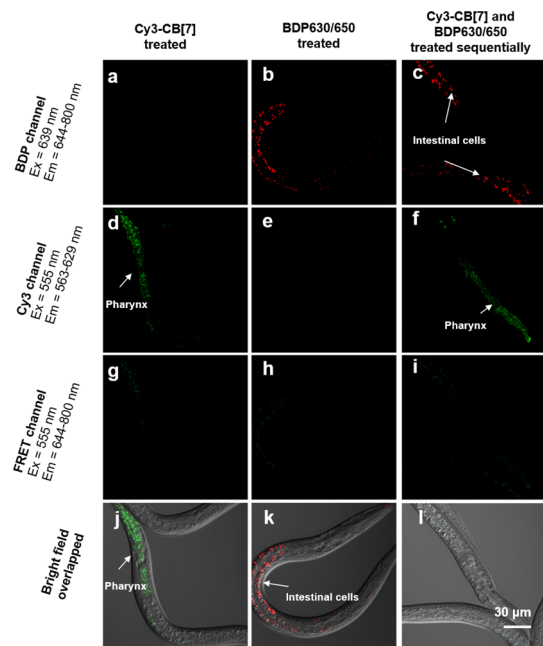 Cy3-CB[7]
treated
BDP630/650
treated
Cy3-CB[7] and
BDP630/650
treated sequentially
BDP channel
Ex = 639 nm
Em = 644-800 nm
a
b
c
Intestinal cells
Cy3 channel
Ex = 555 nm
Em = 563-629 nm
d
Pharynx
e
f
Pharynx
FRET channel
Ex = 555 nm
Em = 644-800 nm
g
h
i
Bright field
overlapped
j
Pharynx
k
Intestinal cells
l
30 µm